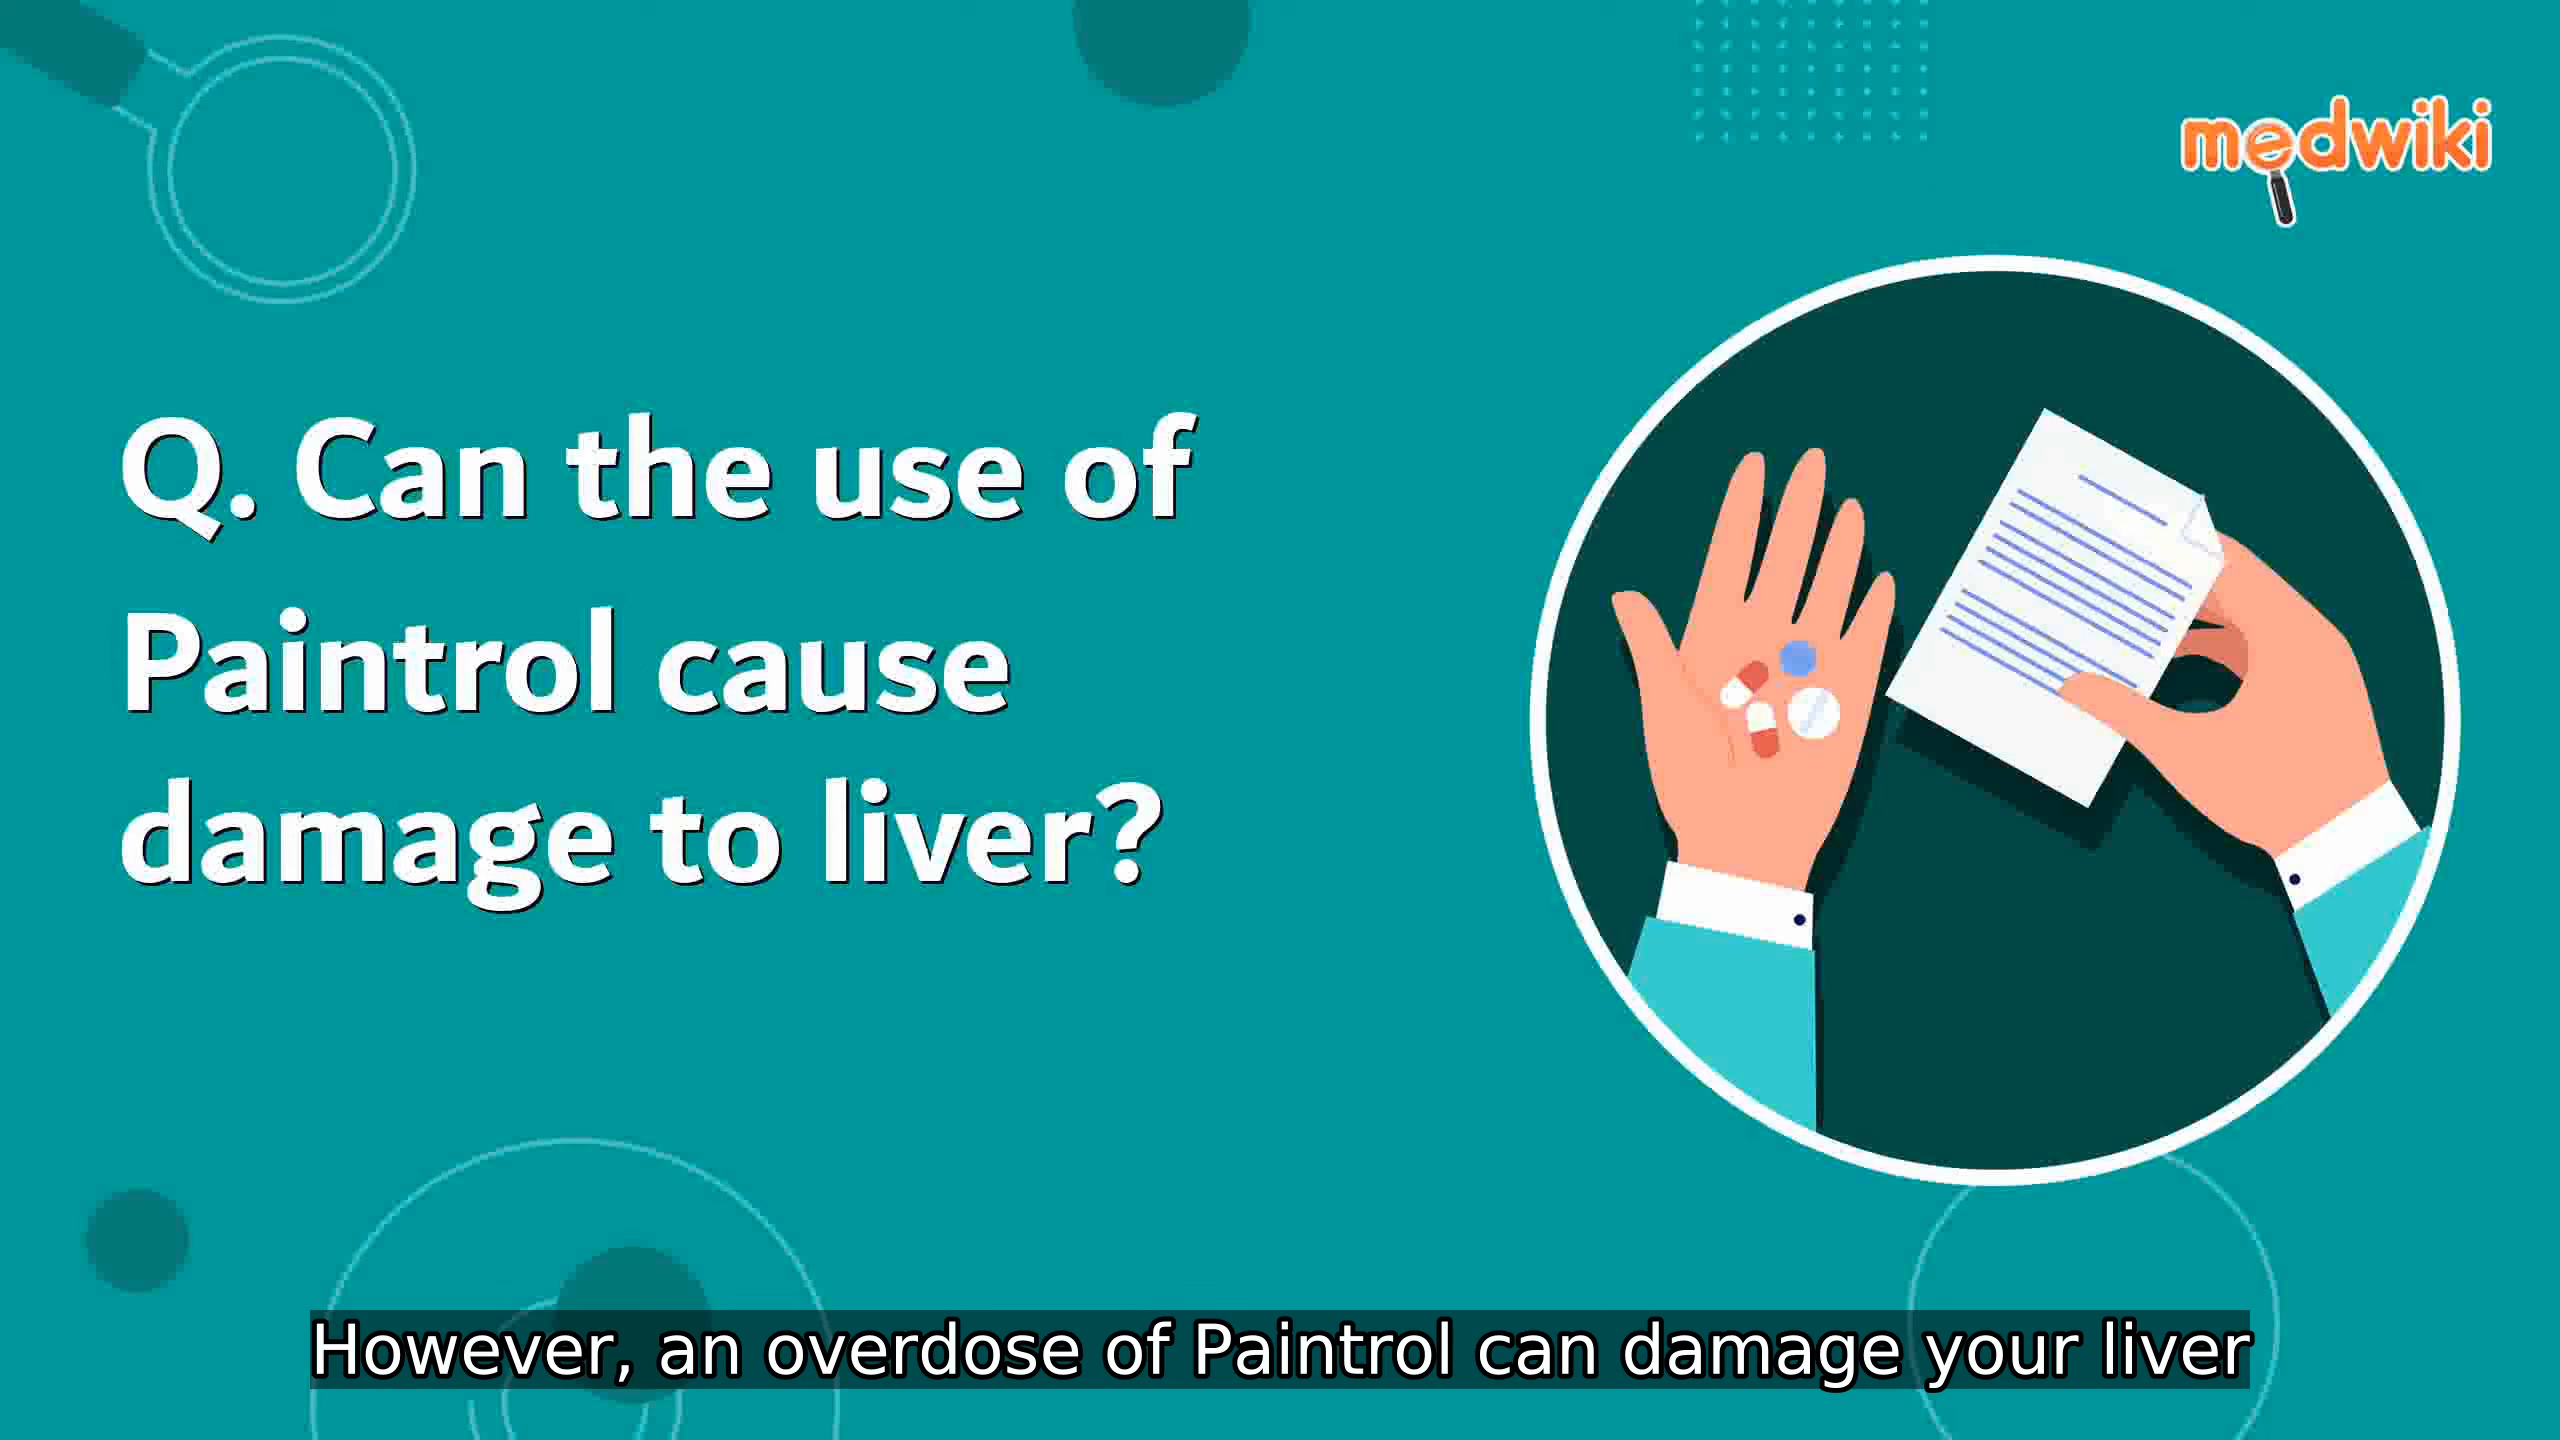 medwiki
Q. Can the use of
Paintrol cause
damage to liver?
However, an overdose of Paintrol can damage your liver